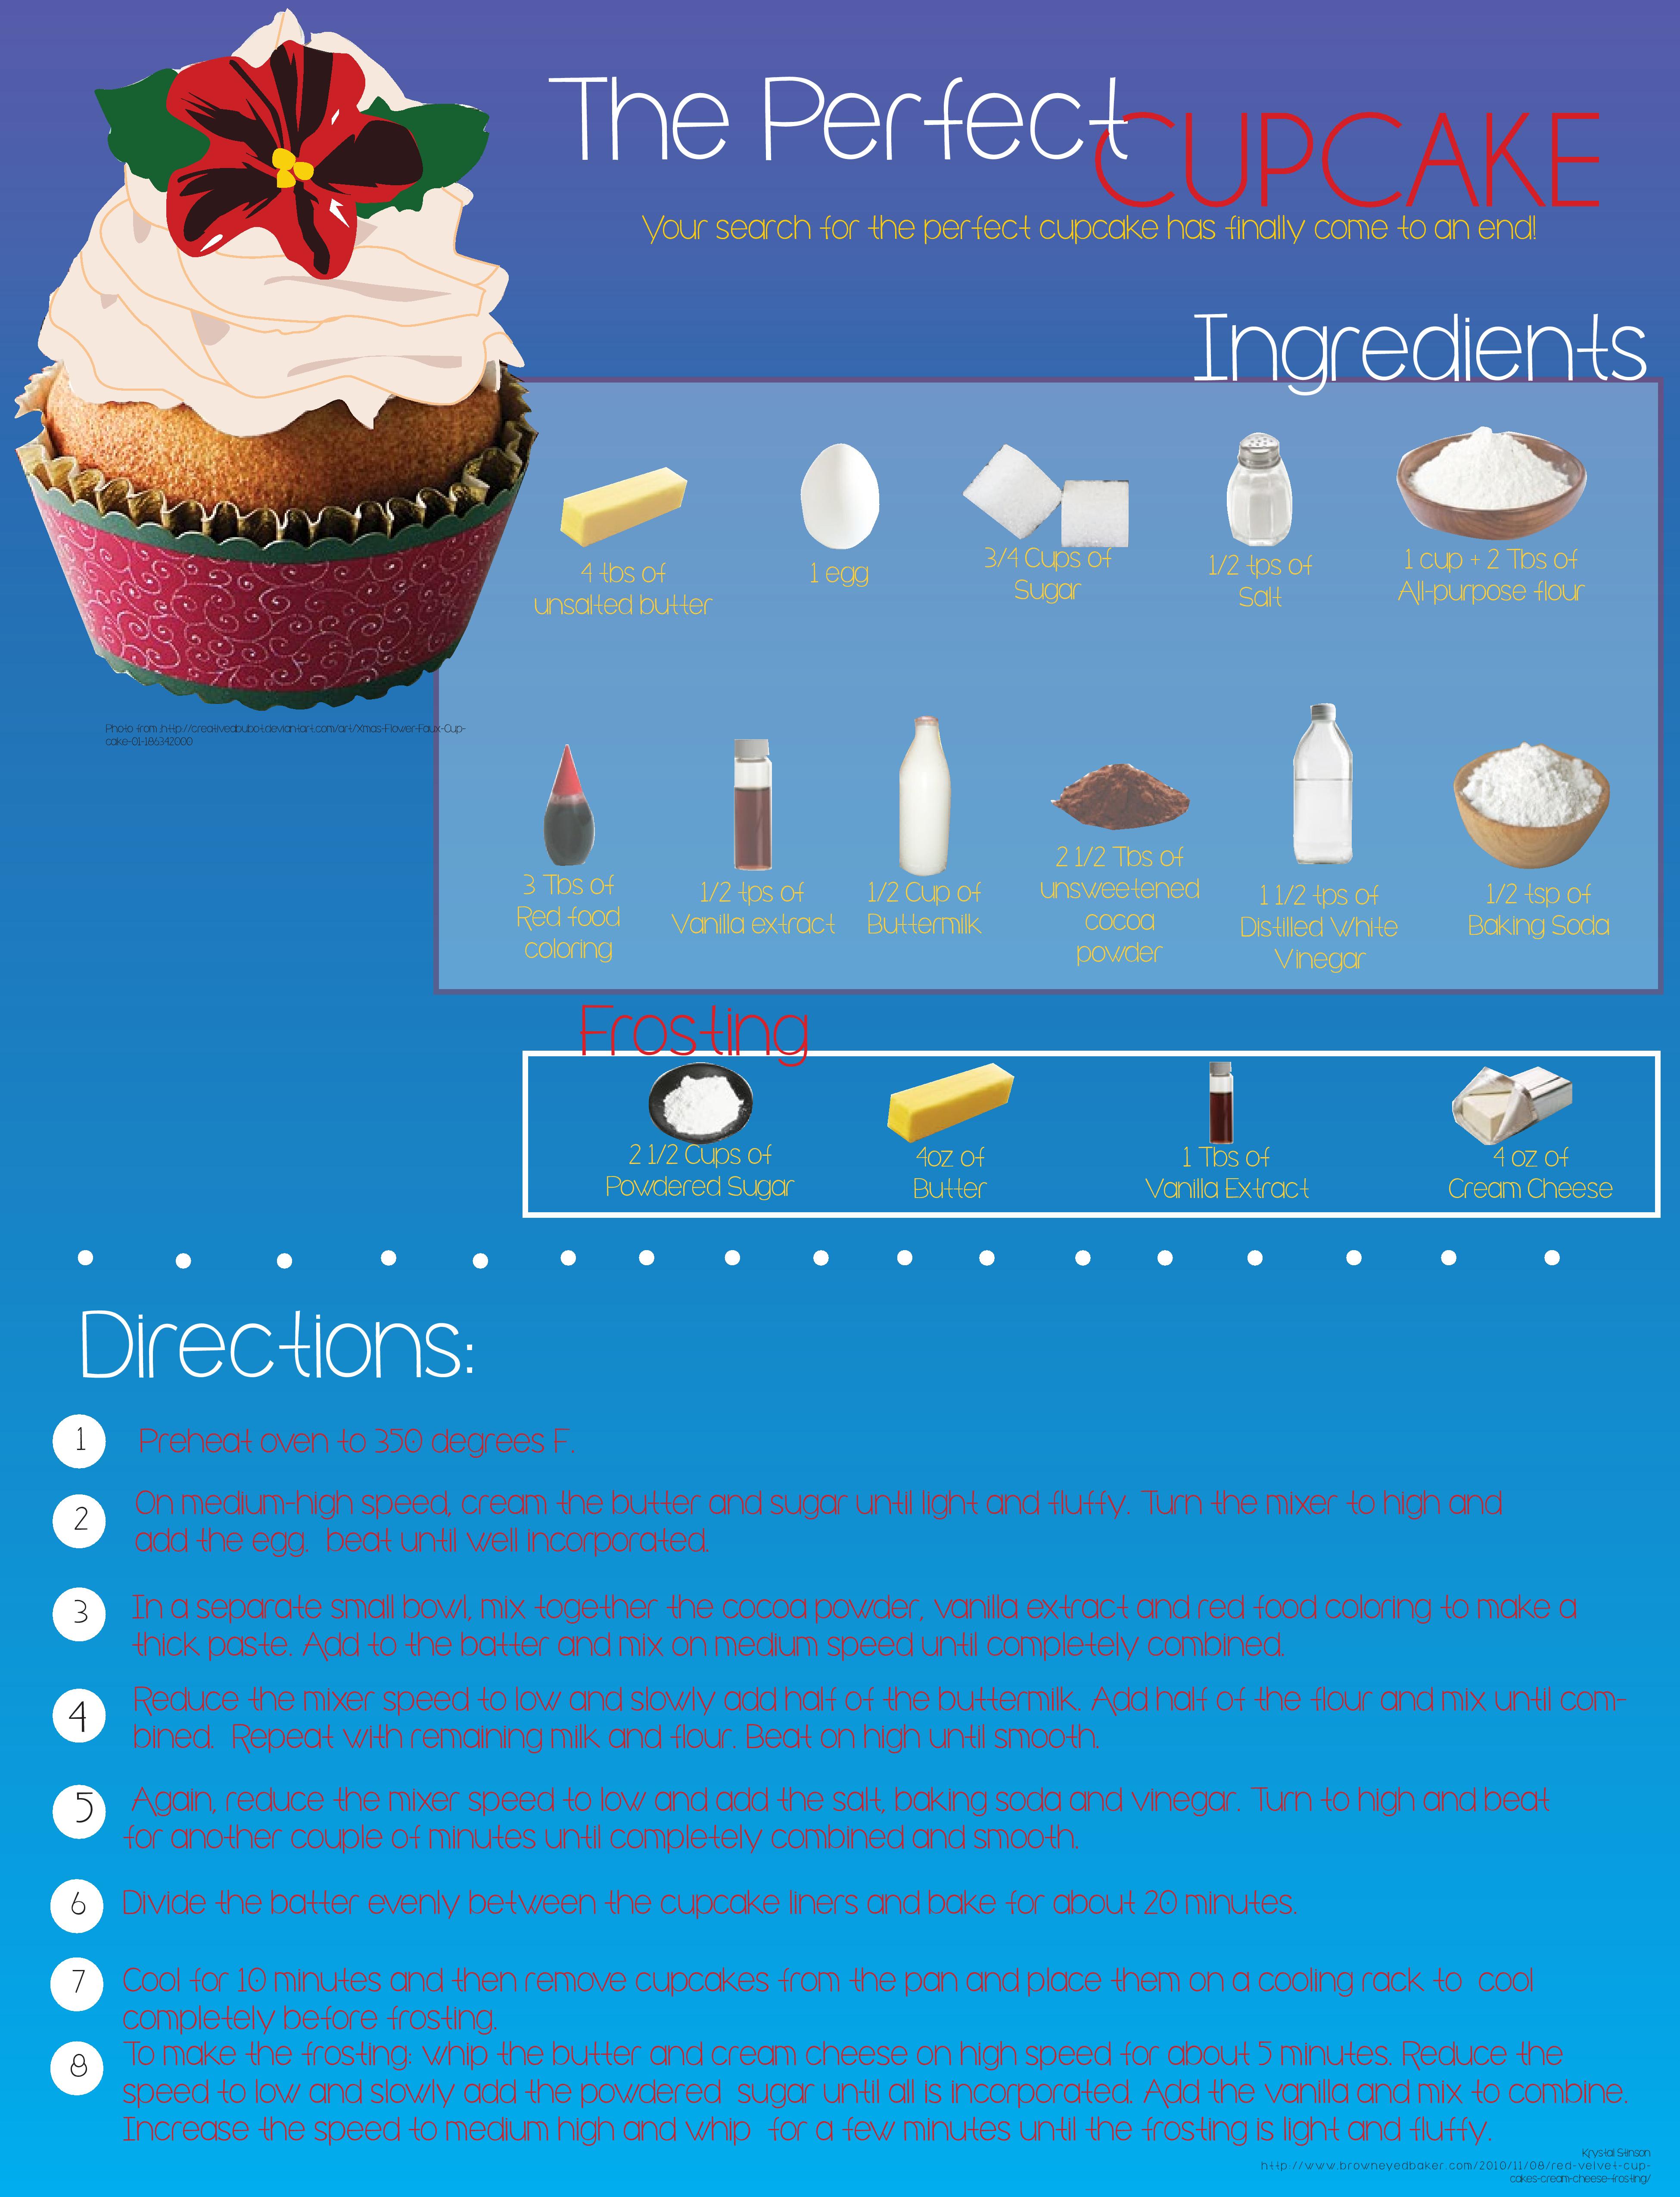 The Perfect
CUPCAKE
Your search for the perfect cupcake has finally come to an end!
Ingredients
4 tbs of
unsalted butter
1 egg
3/4 Cups of
Sugar
1/2 tps of
Salt
1 cup + 2 Tbs of
All-purpose flour
Photo from :http://creativedbybot.deviantart.com/art/Xmas-Flower-Faux-Cup-
cake-01-186342000
3 Tbs of
Red food
coloring
1/2 tps of
Vanilla extract
1/2 Cup of
Buttermilk
2 1/2 Tbs of
unsweetened
cocoa
powder
1 1/2 tps of
Distilled White
Vinegar
1/2 tsp of
Baking Soda
Frosting
2 1/2 Cups of
Powdered Sugar
4oz of
Butter
1 Tbs of
Vanilla Extract
4 oz of
Cream Cheese
Directions:
1 Preheat oven to 350 degrees F.
2 On medium-high speed, cream the butter and sugar until light and fluffy. Turn the mixer to high and
add the egg. beat until well incorporated.
3 In a separate small bowl, mix together the cocoa powder, vanilla extract and red food coloring to make a
thick paste. Add to the batter and mix on medium speed until completely combined.
4 Reduce the mixer speed to low and slowly add half of the buttermilk. Add half of the flour and mix until com-
bined. Repeat with remaining milk and flour. Beat on high until smooth.
5 Again, reduce the mixer speed to low and add the salt, baking soda and vinegar. Turn to high and beat
for another couple of minutes until completely combined and smooth.
6 Divide the batter evenly between the cupcake liners and bake for about 20 minutes.
7 Cool for 10 minutes and then remove cupcakes from the pan and place them on a cooling rack to cool
completely before frosting.
8 To make the frosting: whip the butter and cream cheese on high speed for about 5 minutes. Reduce the
speed to low and slowly add the powdered sugar until all is incorporated. Add the vanilla and mix to combine.
Increase the speed to medium high and whip for a few minutes until the frosting is light and fluffy.
Krystal Stinson
http://www.browneyedbaker.com/2010/11/08/red-velvet-cup-
cakes-cream-cheese-frosting/